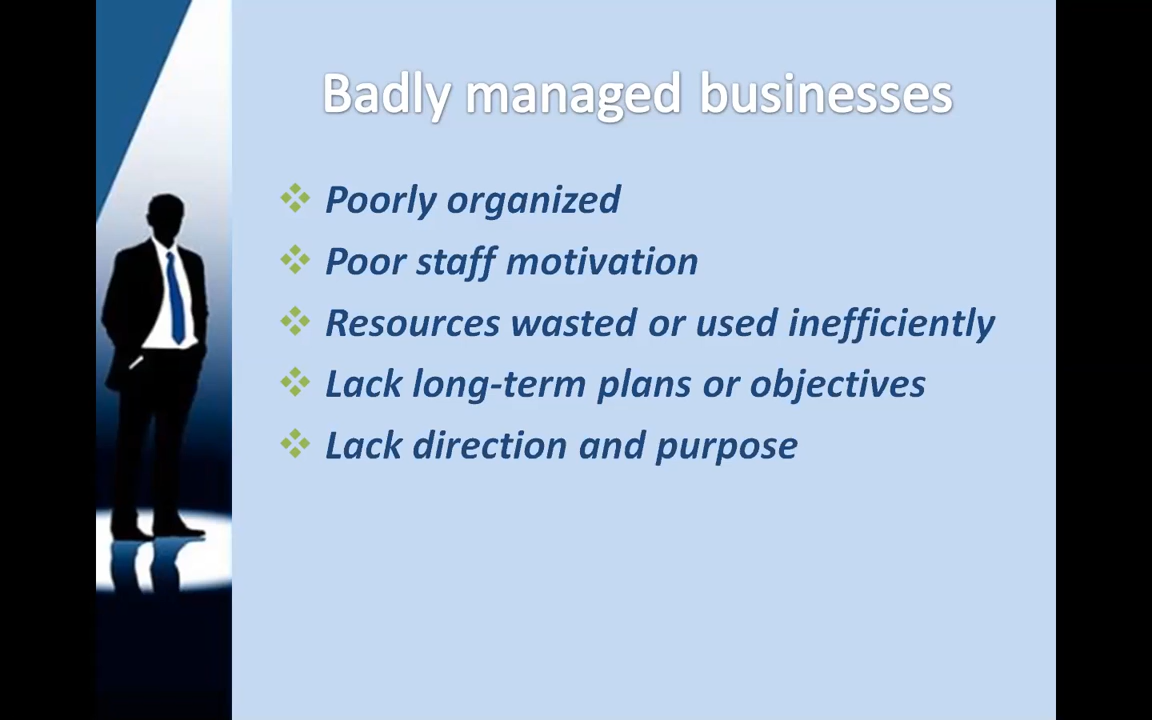 Badly managed businesses
Poorly organized
Poor staff motivation
Resources wasted or used inefficiently
Lack long-term plans or objectives
Lack direction and purpose